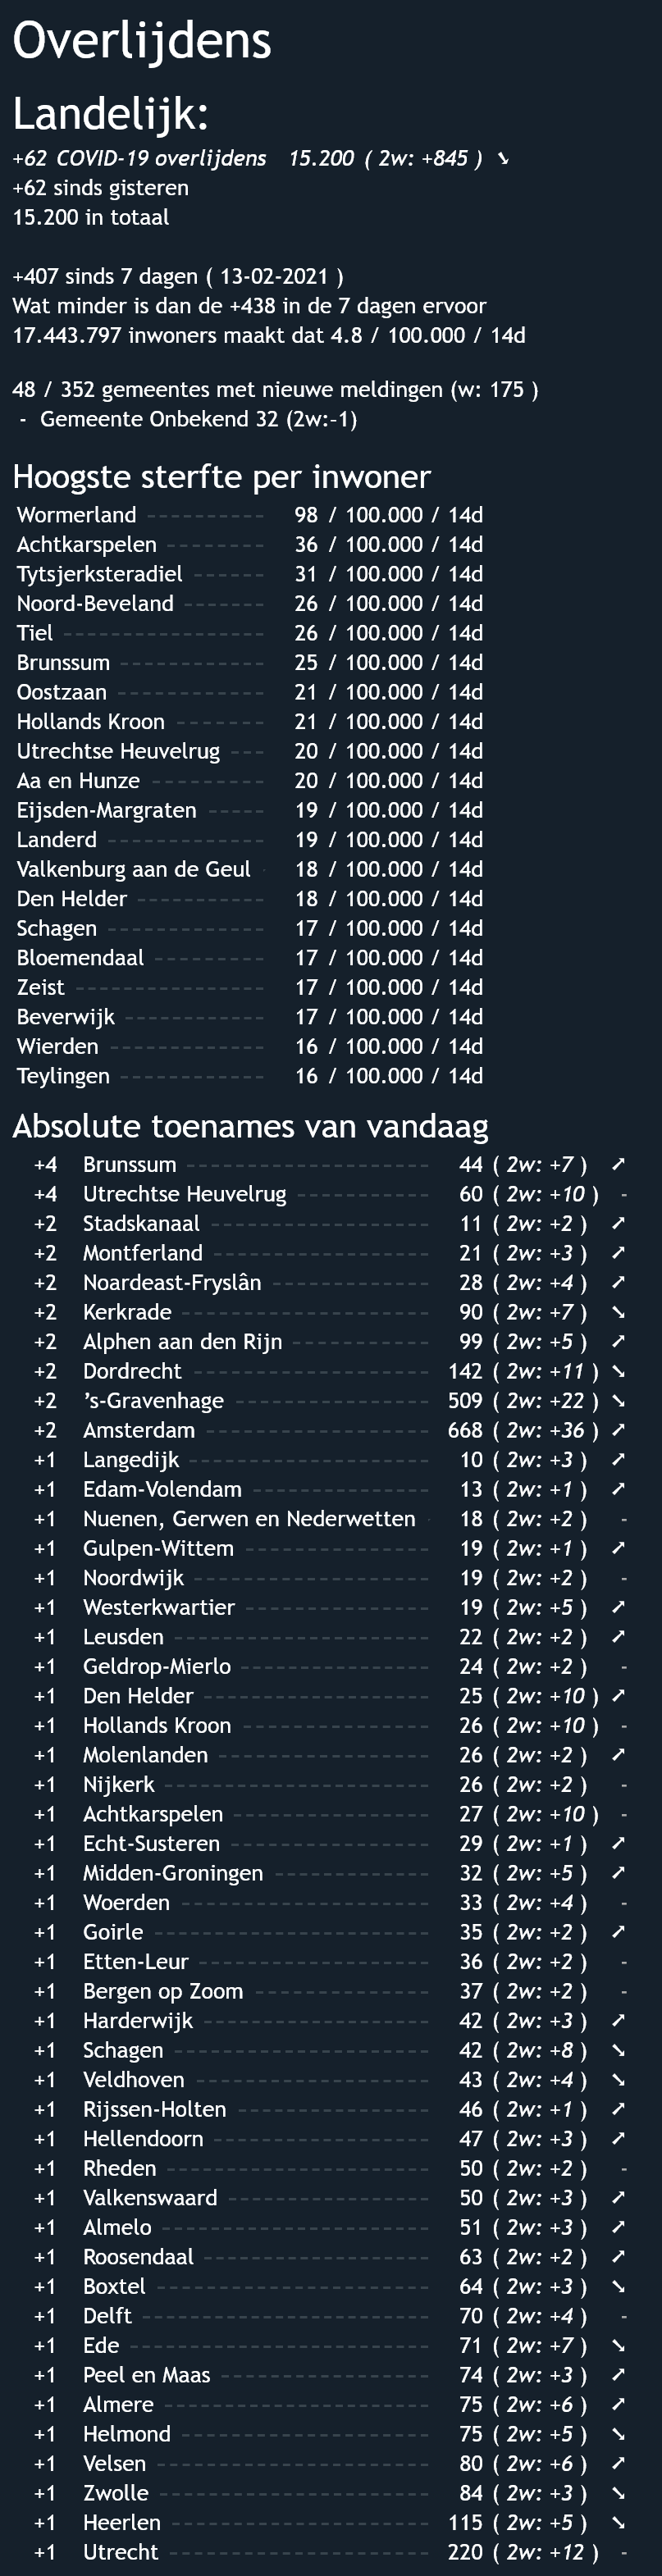 Overlijdens
Landelijk:
+62 COVID-19 overlijdens 15.200 ( 2w: +845 ) ➘
+62 sinds gisteren
15.200 in totaal
+407 sinds 7 dagen ( 13-02-2021 )
Wat minder is dan de +438 in de 7 dagen ervoor
17.443.797 inwoners maakt dat 4.8 / 100.000 / 14d
48 / 352 gemeentes met nieuwe meldingen (w: 175 )
- Gemeente Onbekend 32 (2w:-1)
Hoogste sterfte per inwoner
Wormerland ---------- 98 / 100.000 / 14d
Achtkarspelen -------- 36 / 100.000 / 14d
Tytsjerksteradiel ------ 31 / 100.000 / 14d
Noord-Beveland ------- 26 / 100.000 / 14d
Tiel ----------------- 26 / 100.000 / 14d
Brunssum ------------ 25 / 100.000 / 14d
Oostzaan ------------ 21 / 100.000 / 14d
Hollands Kroon ------- 21 / 100.000 / 14d
Utrechtse Heuvelrug --- 20 / 100.000 / 14d
Aa en Hunze --------- 20 / 100.000 / 14d
Eijsden-Margraten ----- 19 / 100.000 / 14d
Landerd ------------- 19 / 100.000 / 14d
Valkenburg aan de Geul - 18 / 100.000 / 14d
Den Helder ---------- 18 / 100.000 / 14d
Schagen ------------- 17 / 100.000 / 14d
Bloemendaal --------- 17 / 100.000 / 14d
Zeist ---------------- 17 / 100.000 / 14d
Beverwijk ------------ 17 / 100.000 / 14d
Wierden ------------- 16 / 100.000 / 14d
Teylingen ------------ 16 / 100.000 / 14d
Absolute toenames van vandaag
+4 Brunssum -------------------- 44 ( 2w: +7 ) ➚
+4 Utrechtse Heuvelrug ----------- 60 ( 2w: +10 ) -
+2 Stadskanaal ------------------ 11 ( 2w: +2 ) ➚
+2 Montferland ------------------ 21 ( 2w: +3 ) ➚
+2 Noardeast-Fryslân ------------- 28 ( 2w: +4 ) ➚
+2 Kerkrade --------------------- 90 ( 2w: +7 ) ➘
+2 Alphen aan den Rijn ----------- 99 ( 2w: +5 ) ➚
+2 Dordrecht -------------------- 142 ( 2w: +11 ) ➘
+2 's-Gravenhage ---------------- 509 ( 2w: +22 ) ➘
+2 Amsterdam ------------------- 668 ( 2w: +36 ) ➚
+1 Langedijk -------------------- 10 ( 2w: +3 ) ➚
+1 Edam-Volendam --------------- 13 ( 2w: +1 ) ➚
+1 Nuenen, Gerwen en Nederwetten - 18 ( 2w: +2 ) -
+1 Gulpen-Wittem --------------- 19 ( 2w: +1 ) ➚
+1 Noordwijk -------------------- 19 ( 2w: +2 ) -
+1 Westerkwartier --------------- 19 ( 2w: +5 ) ➚
+1 Leusden --------------------- 22 ( 2w: +2 ) ➚
+1 Geldrop-Mierlo ---------------- 24 ( 2w: +2 ) -
+1 Den Helder ------------------- 25 ( 2w: +10 ) ➚
+1 Hollands Kroon ---------------- 26 ( 2w: +10 ) -
+1 Molenlanden ------------------ 26 ( 2w: +2 ) ➚
+1 Nijkerk ---------------------- 26 ( 2w: +2 ) -
+1 Achtkarspelen ----------------- 27 ( 2w: +10 ) -
+1 Echt-Susteren ----------------- 29 ( 2w: +1 ) ➚
+1 Midden-Groningen ------------- 32 ( 2w: +5 ) ➚
+1 Woerden --------------------- 33 ( 2w: +4 ) -
+1 Goirle ----------------------- 35 ( 2w: +2 ) ➚
+1 Etten-Leur ------------------- 36 ( 2w: +2 ) -
+1 Bergen op Zoom --------------- 37 ( 2w: +2 ) -
+1 Harderwijk ------------------- 42 ( 2w: +3 ) ➚
+1 Schagen --------------------- 42 ( 2w: +8 ) ➘
+1 Veldhoven ------------------- 43 ( 2w: +4 ) ➘
+1 Rijssen-Holten ---------------- 46 ( 2w: +1 ) ➚
+1 Hellendoorn ------------------ 47 ( 2w: +3 ) ➚
+1 Rheden ---------------------- 50 ( 2w: +2 ) -
+1 Valkenswaard ----------------- 50 ( 2w: +3 ) ➚
+1 Almelo ---------------------- 51 ( 2w: +3 ) ➚
+1 Roosendaal ------------------- 63 ( 2w: +2 ) ➚
+1 Boxtel ----------------------- 64 ( 2w: +3 ) ➘
+1 Delft ------------------------ 70 ( 2w: +4 ) -
+1 Ede ------------------------- 71 ( 2w: +7 ) ➘
+1 Peel en Maas ----------------- 74 ( 2w: +3 ) ➚
+1 Almere ---------------------- 75 ( 2w: +6 ) ➚
+1 Helmond --------------------- 75 ( 2w: +5 ) ➘
+1 Velsen ----------------------- 80 ( 2w: +6 ) ➚
+1 Zwolle ---------------------- 84 ( 2w: +3 ) ➘
+1 Heerlen --------------------- 115 ( 2w: +5 ) ➘
+1 Utrecht ---------------------- 220 ( 2w: +12 ) -